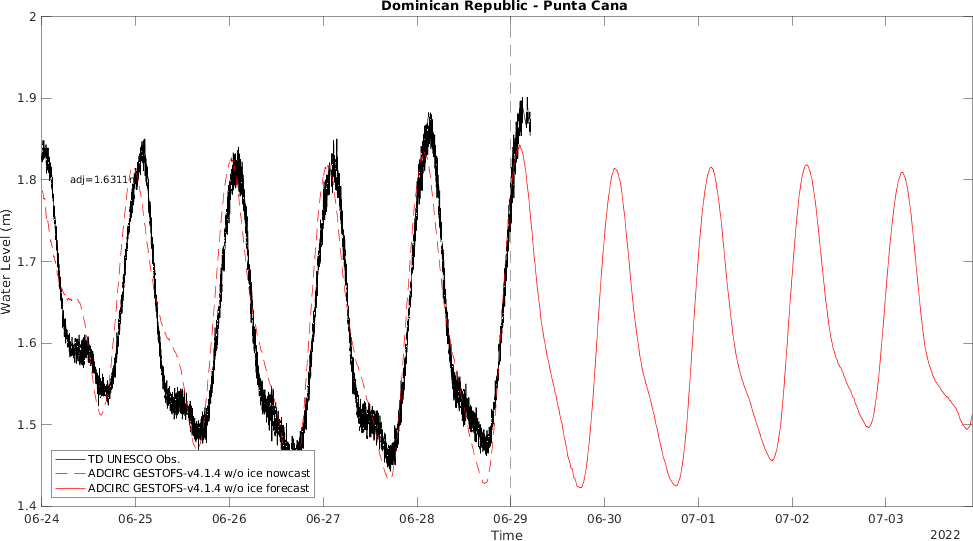 Dominican Republic - Punta Cana
2
1.9
1.8
1.7
1.6
1.5
1.4
Water Level (m)
adj=1.6311
TD UNESCO Obs.
ADCIRC GESTOFS-v4.1.4 w/o ice nowcast
ADCIRC GESTOFS-v4.1.4 w/o ice forecast
06-24
06-25
06-26
06-27
06-28
06-29
06-30
07-01
07-02
07-03
Time
2022